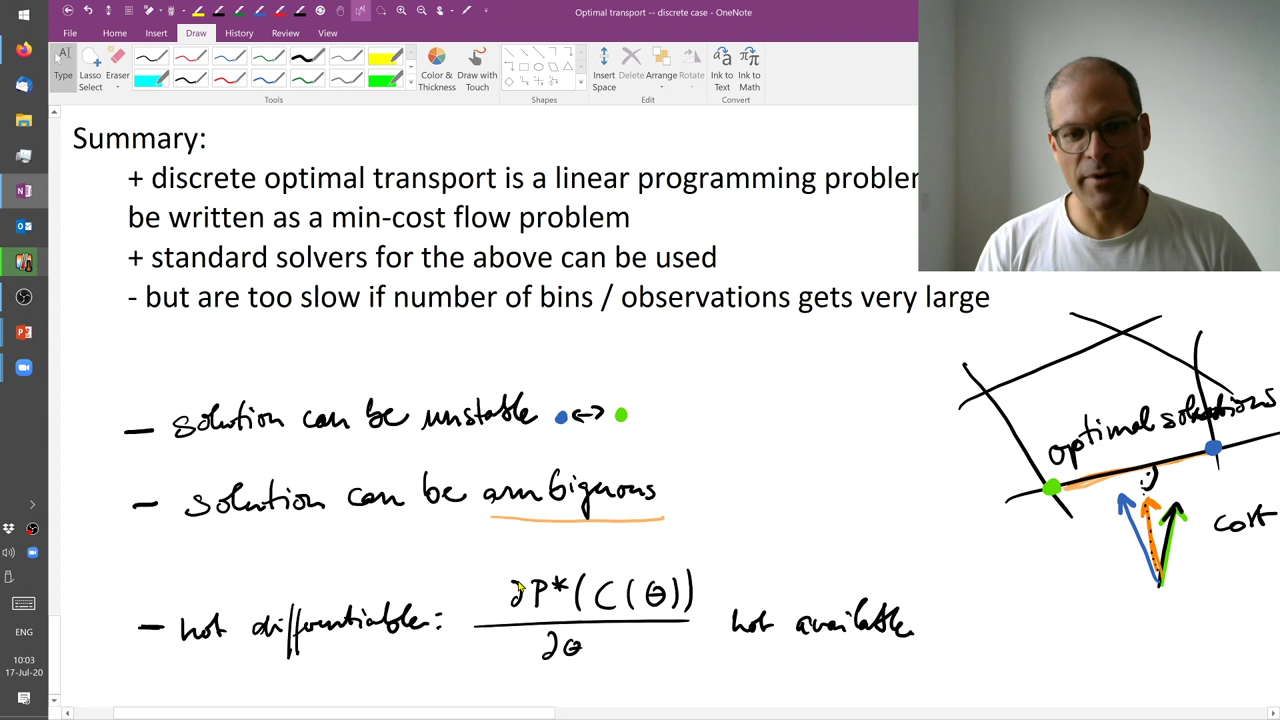 Optimal transport -- discrete case - OneNote
File Home Insert Draw History Review View
Type
Lasso Select
Eraser
Color & Thickness
Draw with Touch
Insert Space
Delete
Arrange
Rotate
Ink to Text
Ink to Math
Tools
Shapes
Edit
Convert
Summary:
+ discrete optimal transport is a linear programming
be written as a min-cost flow problem
+ standard solvers for the above can be used
- but are too slow if number of bins / observations gets very large
optimal solutions
– solution can be unstable ↔
– solution can be ambiguous
cost
– not differentiable: ∂P*(C(θ)) / ∂θ not available
ENG
10:03
17-Jul-20